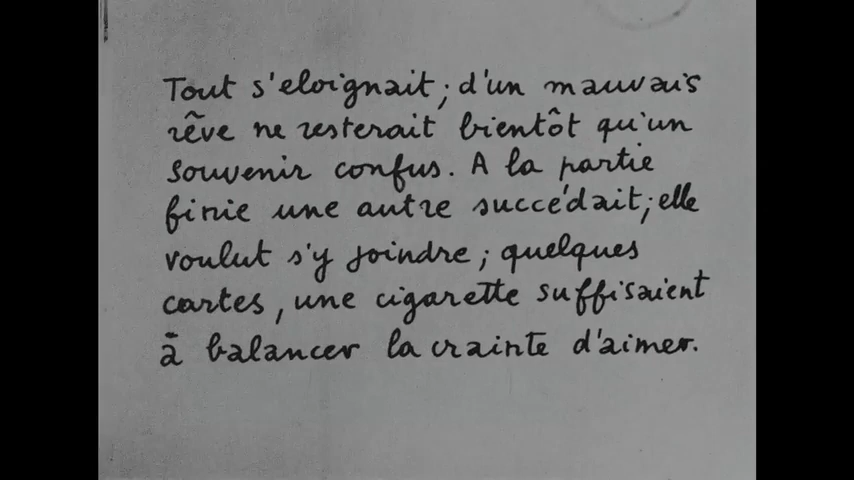 Tout s'eloignait; d'un mauvais
rêve ne resterait bientôt qu'un
souvenir confus. A la partie
finie une autre succédait; elle
voulut s'y joindre; quelques
cartes, une cigarette suffisaient
à balancer la crainte d'aimer.